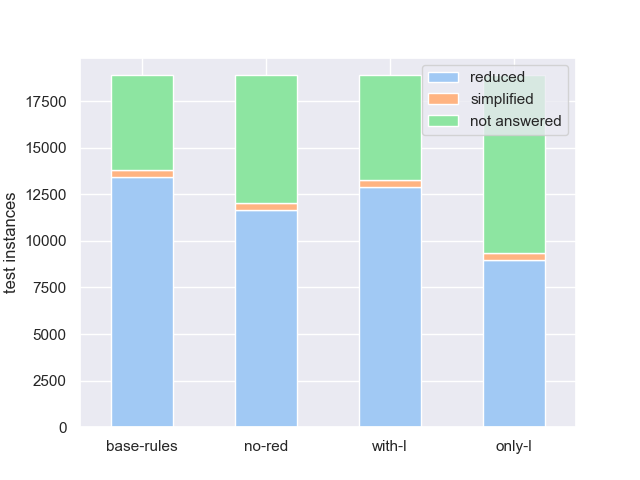 reduced
simplified
not answered
17500
15000
12500
10000
7500
5000
2500
0
test instances
base-rules
no-red
with-l
only-l